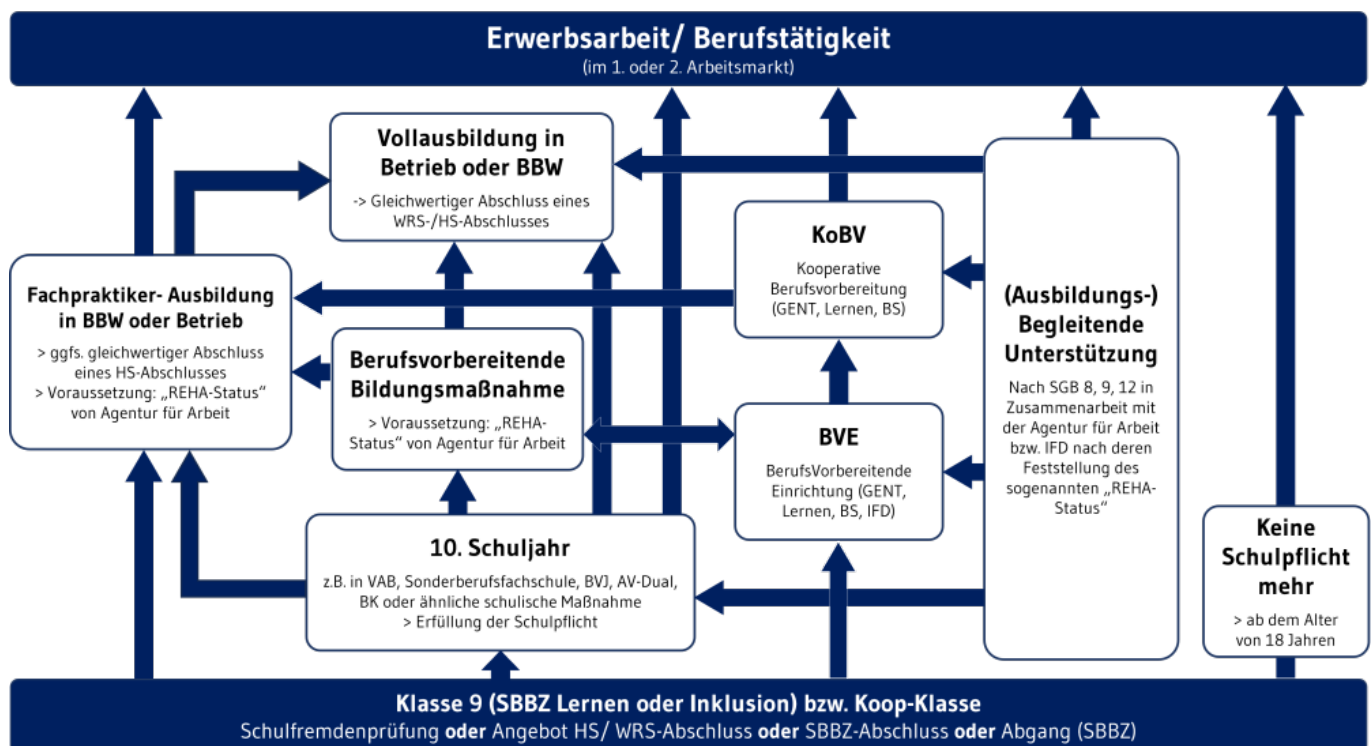 Erwerbsarbeit/ Berufstätigkeit
(im 1. oder 2. Arbeitsmarkt)
Vollausbildung in
Betrieb oder BBW
-> Gleichwertiger Abschluss eines
WRS-/HS-Abschlusses
Fachpraktiker- Ausbildung
in BBW oder Betrieb
> ggfs. gleichwertiger Abschluss
eines HS-Abschlusses
> Voraussetzung: „REHA-Status“
von Agentur für Arbeit
Berufsvorbereitende
Bildungsmaßnahme
> Voraussetzung: „REHA-
Status“ von Agentur für Arbeit
KoBV
Kooperative
Berufsvorbereitung
(GENT, Lernen, BS)
BVE
BerufsVorbereitende
Einrichtung (GENT,
Lernen, BS, IFD)
(Ausbildungs-)
Begleitende
Unterstützung
Nach SGB 8, 9, 12 in
Zusammenarbeit mit
der Agentur für Arbeit
bzw. IFD nach deren
Feststellung des
sogenannten „REHA-
Status“
Keine
Schulpflicht
mehr
> ab dem Alter
von 18 Jahren
10. Schuljahr
z.B. in VAB, Sonderberufsfachschule, BVJ, AV-Dual,
BK oder ähnliche schulische Maßnahme
> Erfüllung der Schulpflicht
Klasse 9 (SBBZ Lernen oder Inklusion) bzw. Koop-Klasse
Schulfremdenprüfung oder Angebot HS/ WRS-Abschluss oder SBBZ-Abschluss oder Abgang (SBBZ)